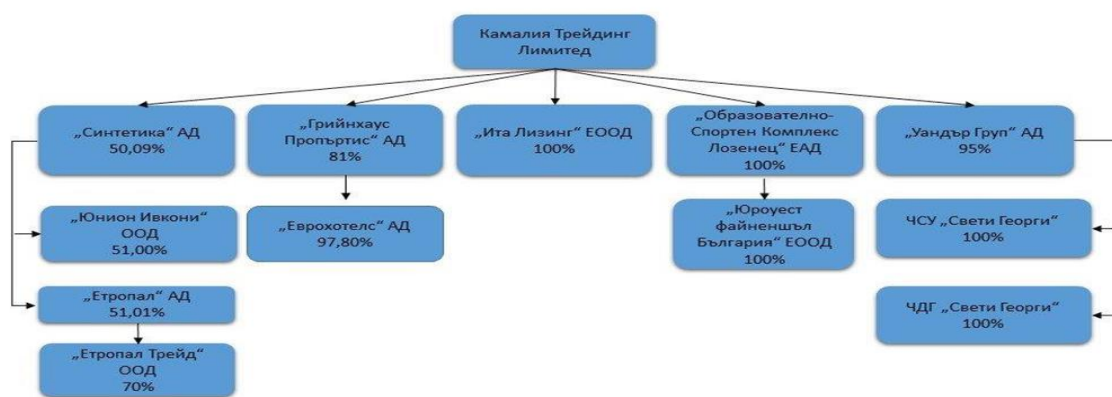 Камалия Трейдинг
Лимитед
„Синтетика“ АД
50,09%
„Грийнхаус
Пропъртис“ АД
81%
„Ита Лизинг“ ЕООД
100%
„Образователно-
Спортен Комплекс
Лозенец“ ЕАД
100%
„Уандър Груп“ АД
95%
„Юнион Ивкони“
ООД
51,00%
„Еврохотелс“ АД
97,80%
„Юроуест
файненшъл
България“ ЕООД
100%
ЧСУ „Свети Георги“
100%
„Етропал“ АД
51,01%
ЧДГ „Свети Георги“
100%
„Етропал Трейд“
ООД
70%